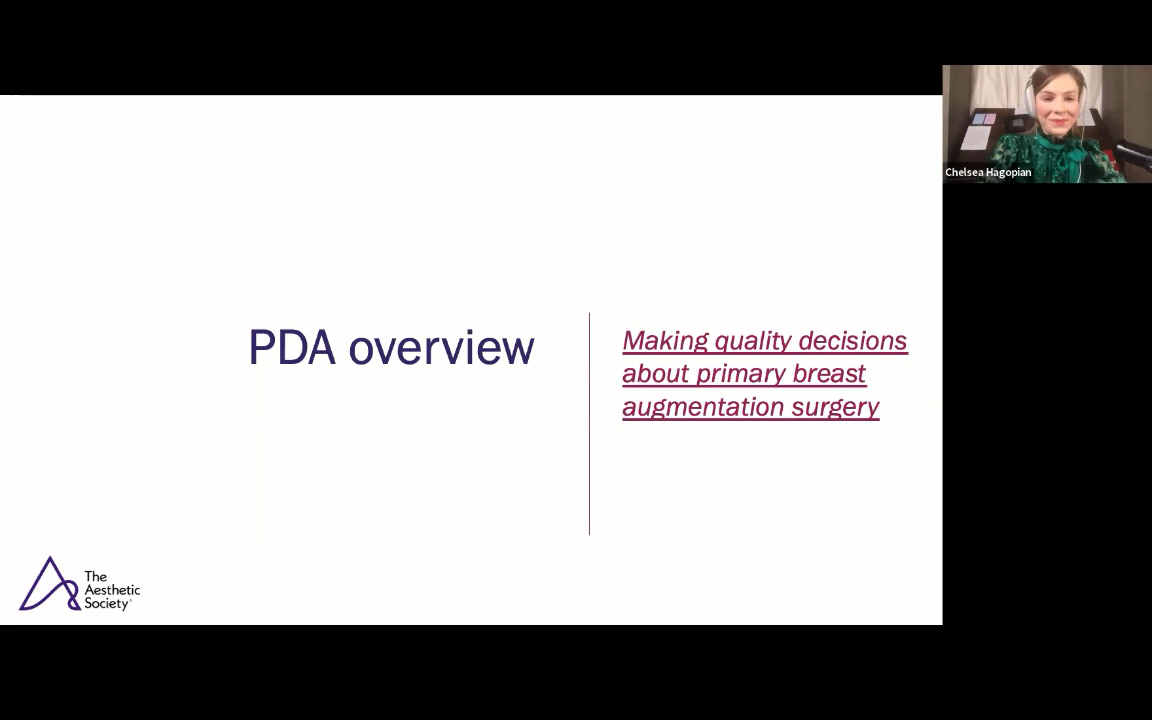 Chelsea Hagopian
PDA overview
Making quality decisions
about primary breast
augmentation surgery
The
Aesthetic
Society